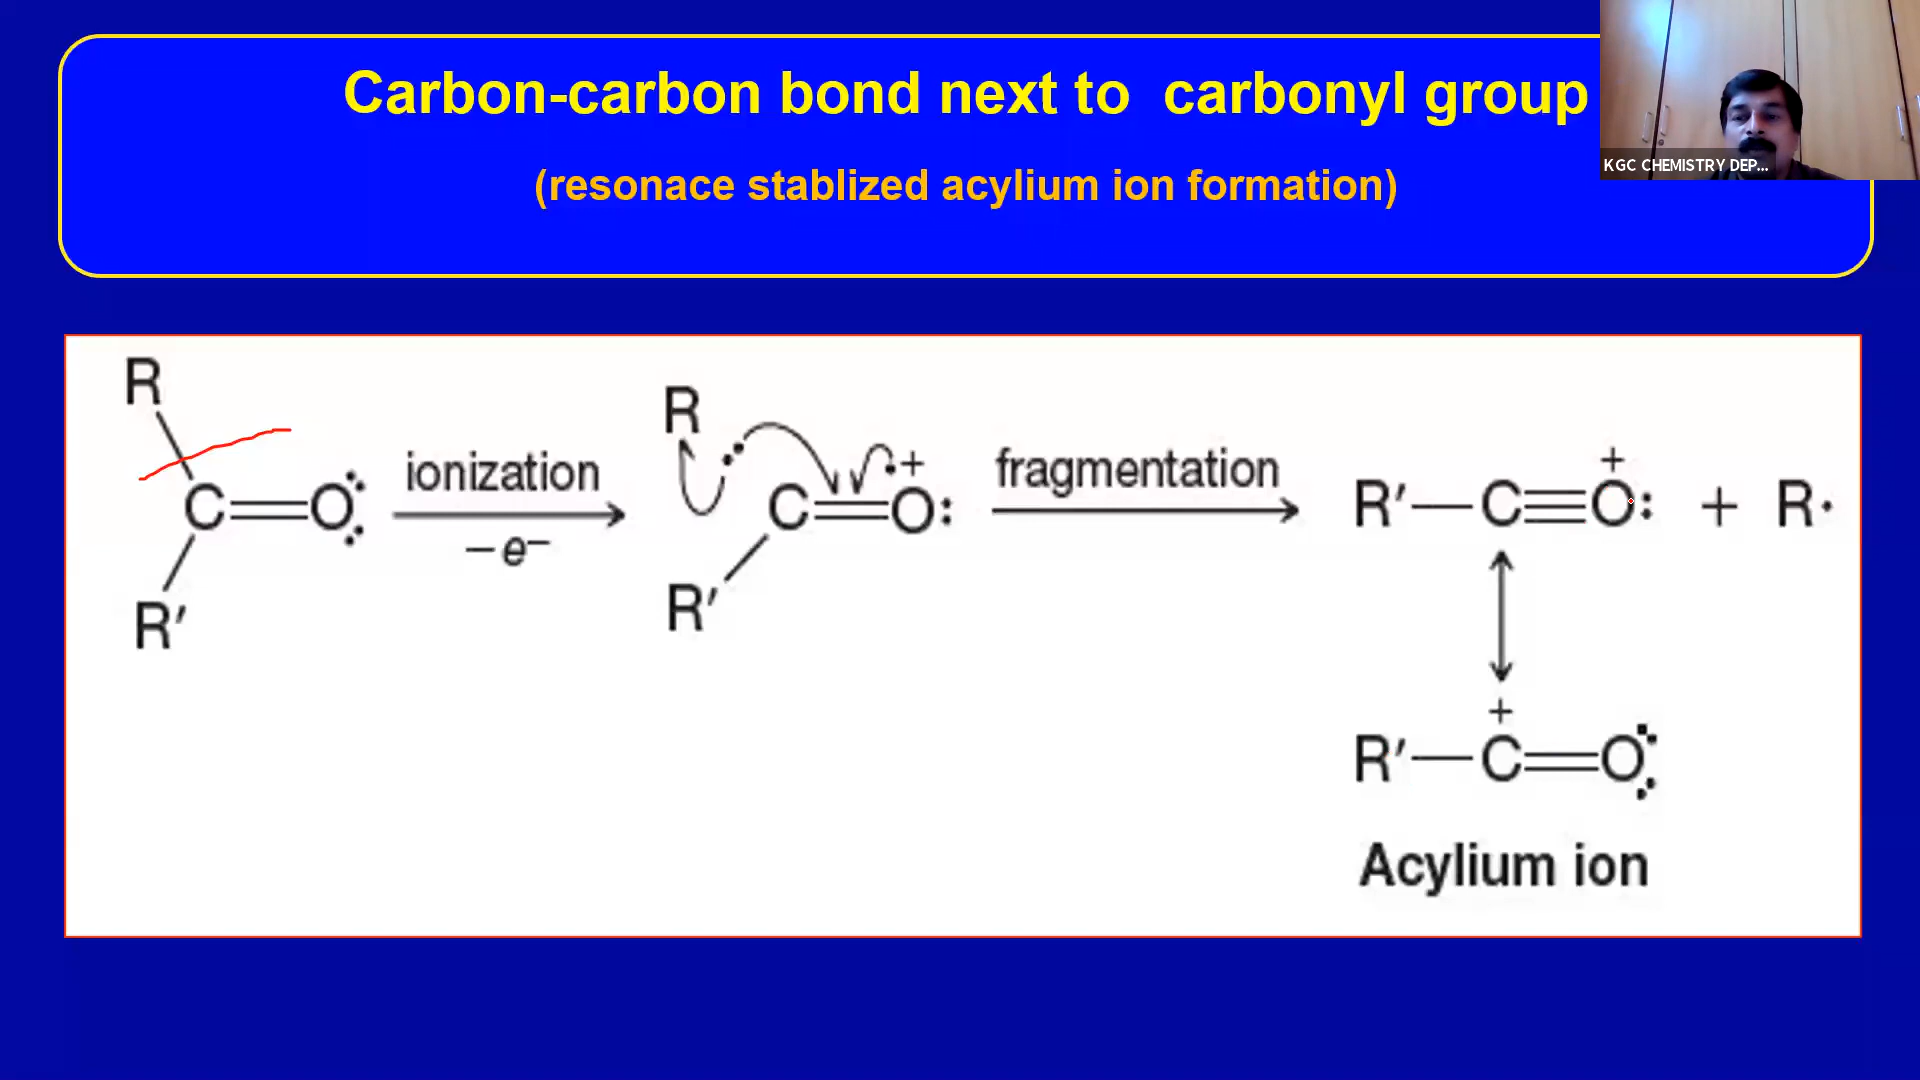 Carbon-carbon bond next to carbonyl group
(resonace stablized acylium ion formation)
KGC CHEMISTRY DEP...
R
C=O:
R'
ionization
−e⁻
R
C=O:
·+
R'
fragmentation
+
R'—C≡O: + R·
+
R'—C=O:
Acylium ion